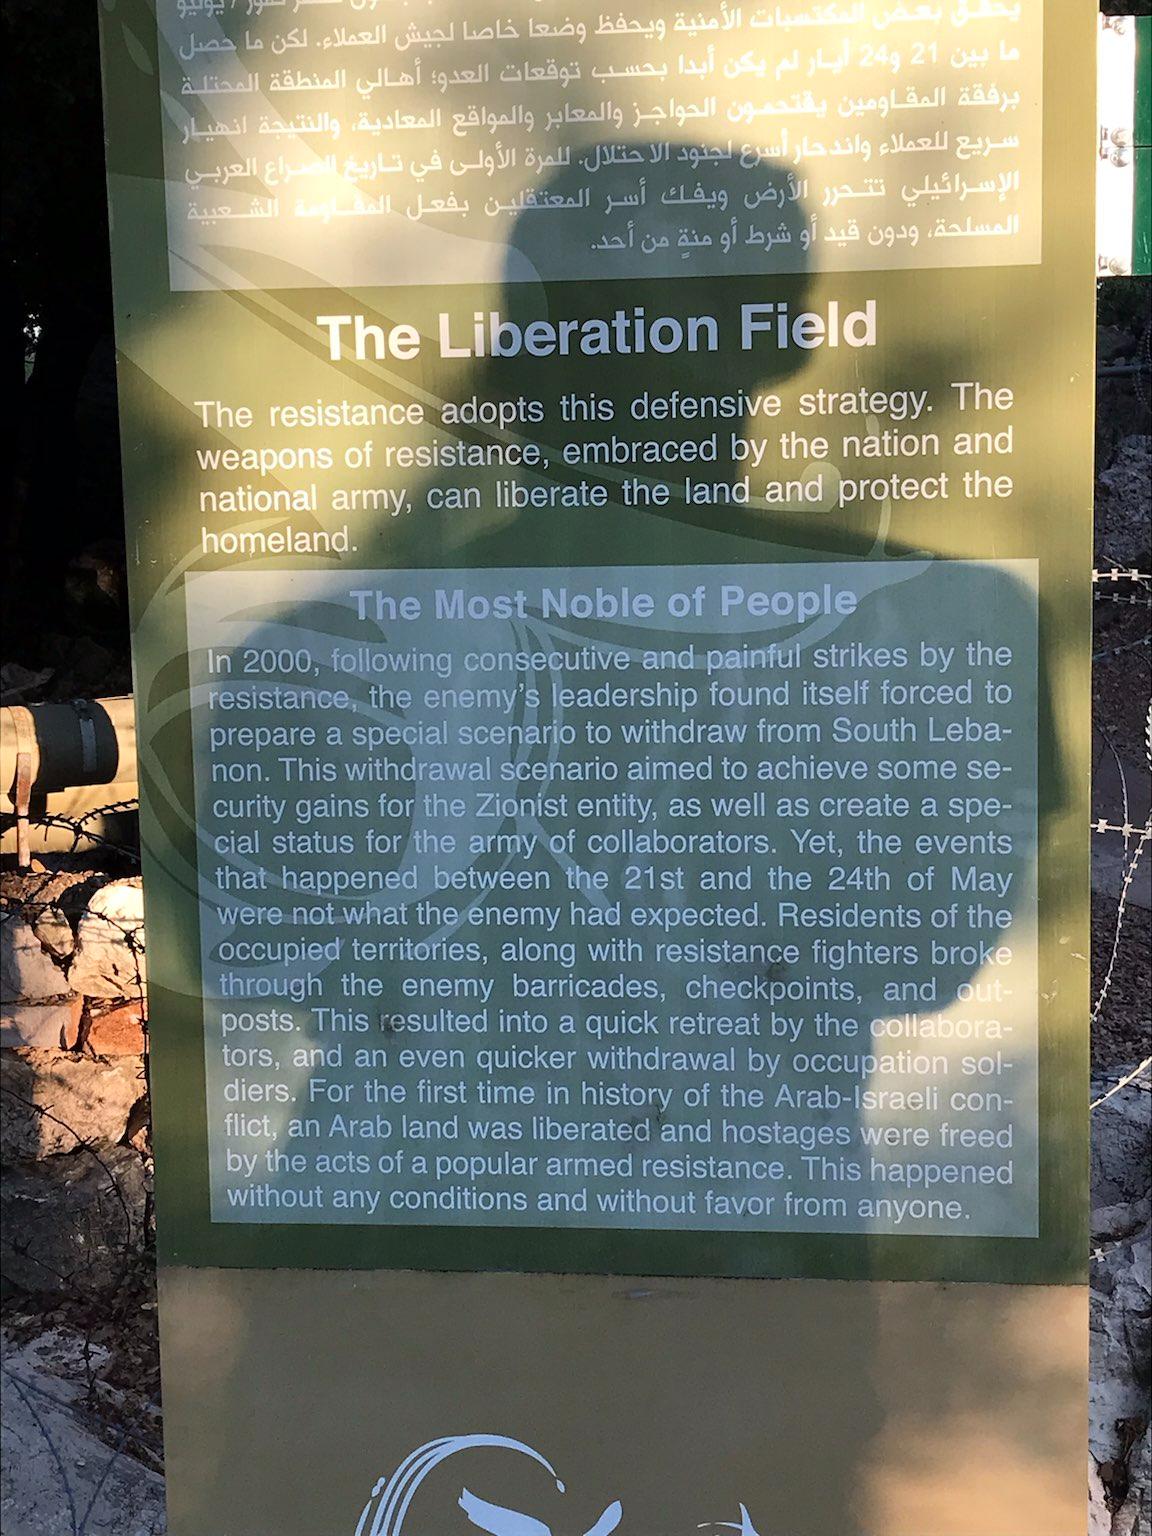 يحقق بعض المكتسبات الأمنية ويحفظ وضعا خاصا لجيش العملاء. لكن ما حصل
ما بين 21 و24 أيار لم يكن أبدا بحسب توقعات العدو؛ أهالي المنطقة المحتلة
برفقة المقاومين يقتحمون الحواجز والمعابر والمواقع المعادية، والنتيجة انهيار
سريع للعملاء واندحار أسرع لجنود الاحتلال. للمرة الأولى في تاريخ الصراع العربي
الإسرائيلي تتحرر الأرض ويفك أسر المعتقلين بفعل المقاومة الشعبية
المسلحة، ودون قيد أو شرط أو منةٍ من أحد.
The Liberation Field
The resistance adopts this defensive strategy. The
weapons of resistance, embraced by the nation and
national army, can liberate the land and protect the
homeland.
The Most Noble of People
In 2000, following consecutive and painful strikes by the
resistance, the enemy's leadership found itself forced to
prepare a special scenario to withdraw from South Leba-
non. This withdrawal scenario aimed to achieve some se-
curity gains for the Zionist entity, as well as create a spe-
cial status for the army of collaborators. Yet, the events
that happened between the 21st and the 24th of May
were not what the enemy had expected. Residents of the
occupied territories, along with resistance fighters broke
through the enemy barricades, checkpoints, and out-
posts. This resulted into a quick retreat by the collabora-
tors, and an even quicker withdrawal by occupation sol-
diers. For the first time in history of the Arab-Israeli con-
flict, an Arab land was liberated and hostages were freed
by the acts of a popular armed resistance. This happened
without any conditions and without favor from anyone.